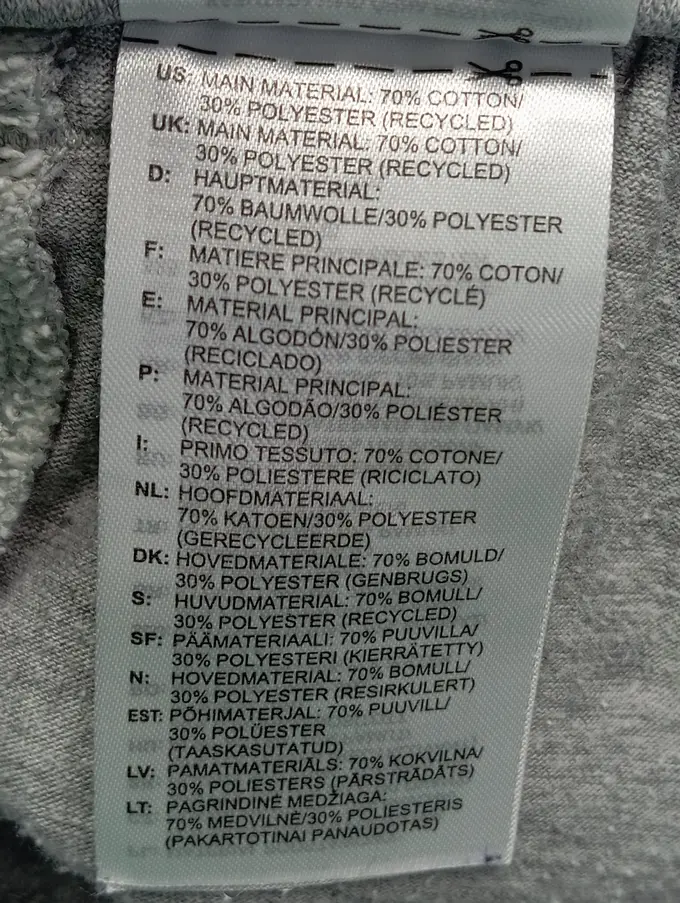 US: MAIN MATERIAL: 70% COTTON/
30% POLYESTER (RECYCLED)
UK: MAIN MATERIAL: 70% COTTON/
30% POLYESTER (RECYCLED)
D: HAUPTMATERIAL:
70% BAUMWOLLE/30% POLYESTER
(RECYCLED)
F: MATIERE PRINCIPALE: 70% COTON/
30% POLYESTER (RECYCLÉ)
E: MATERIAL PRINCIPAL:
70% ALGODÓN/30% POLIESTER
(RECICLADO)
P: MATERIAL PRINCIPAL:
70% ALGODÃO/30% POLIÉSTER
(RECYCLED)
I: PRIMO TESSUTO: 70% COTONE/
30% POLIESTERE (RICICLATO)
NL: HOOFDMATERIAAL:
70% KATOEN/30% POLYESTER
(GERECYCLEERDE)
DK: HOVEDMATERIALE: 70% BOMULD/
30% POLYESTER (GENBRUGS)
S: HUVUDMATERIAL: 70% BOMULL/
30% POLYESTER (RECYCLED)
SF: PÄÄMATERIAALI: 70% PUUVILLA/
30% POLYESTERI (KIERRÄTETTY)
N: HOVEDMATERIAL: 70% BOMULL/
30% POLYESTER (RESIRKULERT)
EST: PÕHIMATERJAL: 70% PUUVILL/
30% POLÜESTER
(TAASKASUTATUD)
LV: PAMATMATERIĀLS: 70% KOKVILNA/
30% POLIESTERS (PĀRSTRĀDĀTS)
LT: PAGRINDINĖ MEDŽIAGA:
70% MEDVILNĖ/30% POLIESTERIS
(PAKARTOTINAI PANAUDOTAS)